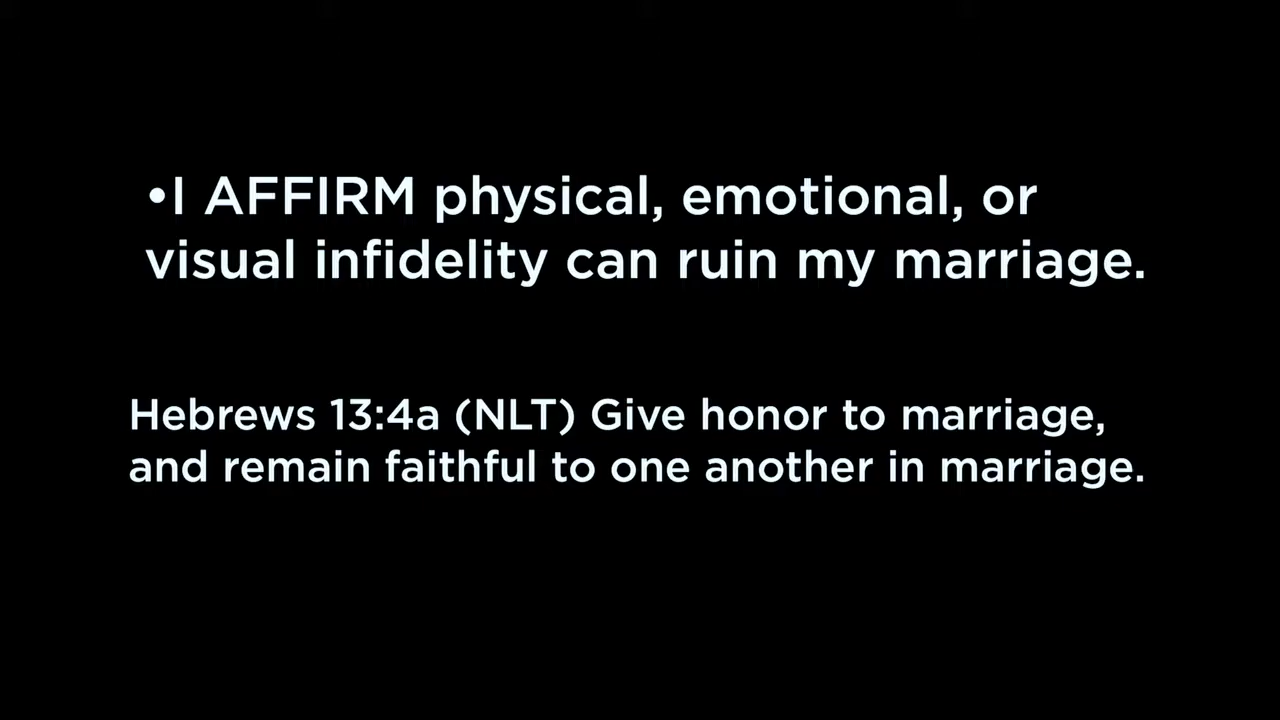 •I AFFIRM physical, emotional, or
visual infidelity can ruin my marriage.
Hebrews 13:4a (NLT) Give honor to marriage,
and remain faithful to one another in marriage.